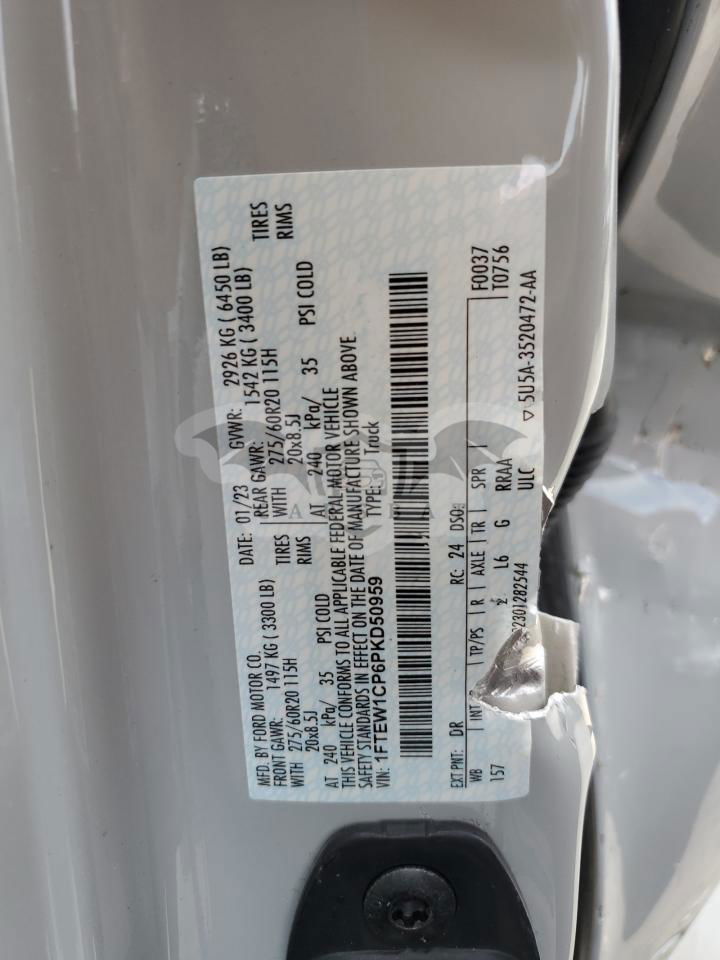 MFD. BY FORD MOTOR CO. DATE: 01/23 GVWR: 2926 KG ( 6450 LB)
FRONT GAWR: 1497 KG ( 3300 LB) REAR GAWR: 1542 KG ( 3400 LB)
WITH 275/60R20 115H TIRES WITH 275/60R20 115H TIRES
20x8.5J RIMS 20x8.5J RIMS
AT 240 kPa/ 35 PSI COLD AT 240 kPa/ 35 PSI COLD
THIS VEHICLE CONFORMS TO ALL APPLICABLE FEDERAL MOTOR VEHICLE
SAFETY STANDARDS IN EFFECT ON THE DATE OF MANUFACTURE SHOWN ABOVE.
VIN: 1FTEW1CP6PKD50959 TYPE: Truck
F0037
EXT PNT: DR RC: 24 DSO: T0756
WB INT TP/PS R AXLE TR SPR
157 L6 G RRAA
2301282544 ULC ▽ 5U5A-3520472-AA